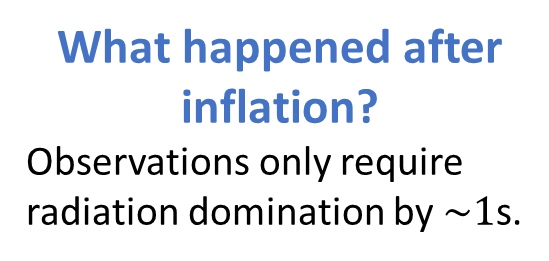 What happened after
inflation?
Observations only require
radiation domination by ~1s.